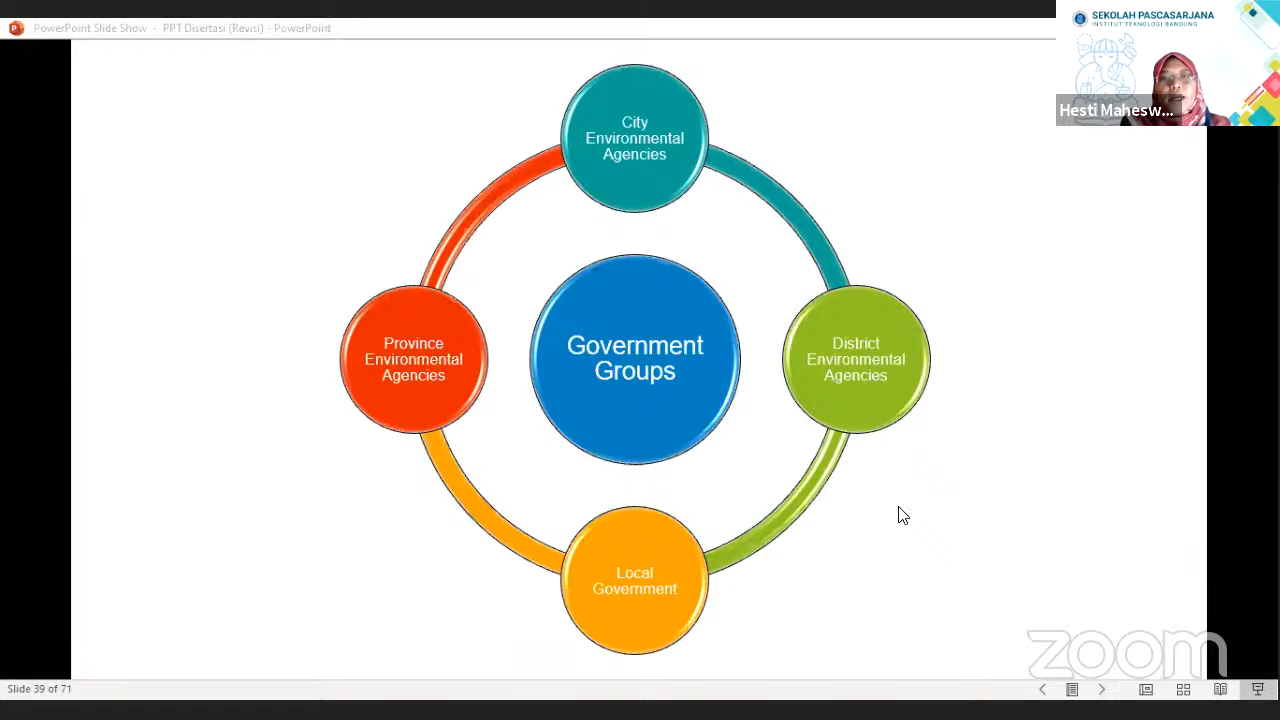 PowerPoint Slide Show - PPT Disertasi (Revisi) - PowerPoint
SEKOLAH PASCASARJANA
INSTITUT TEKNOLOGI BANDUNG
Hesti Mahesw...
City
Environmental
Agencies
Government
Groups
Province
Environmental
Agencies
District
Environmental
Agencies
Local
Government
zoom
Slide 39 of 71